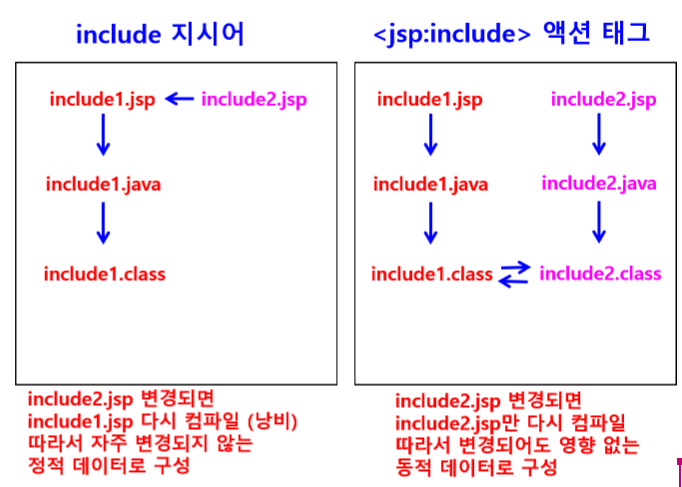 include 지시어
<jsp:include> 액션 태그
include1.jsp include2.jsp
include1.java
include1.class
include1.jsp include2.jsp
include1.java include2.java
include1.class include2.class
include2.jsp 변경되면
include1.jsp 다시 컴파일 (낭비)
따라서 자주 변경되지 않는
정적 데이터로 구성
include2.jsp 변경되면
include2.jsp만 다시 컴파일
따라서 변경되어도 영향 없는
동적 데이터로 구성